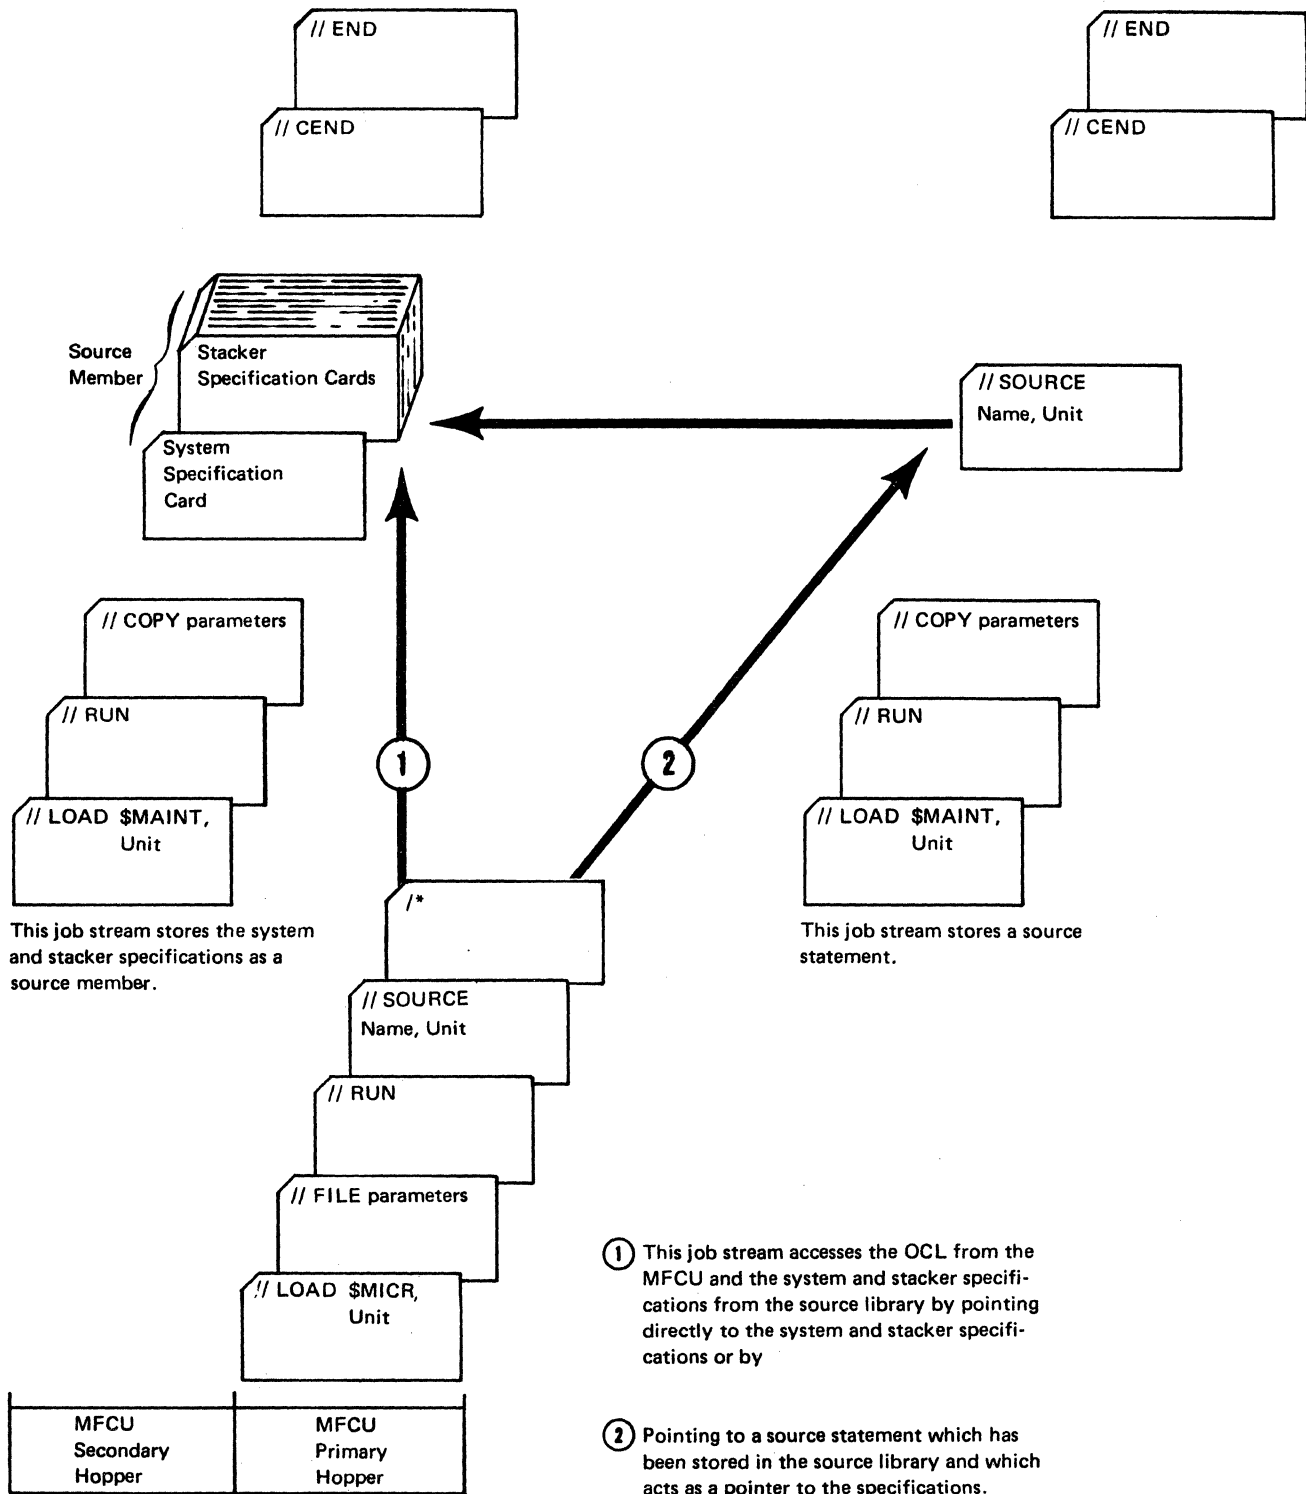 // END
// CEND
// END
// CEND
Source
Member
Stacker
Specification Cards
System
Specification
Card
// SOURCE
Name, Unit
// COPY parameters
// RUN
// LOAD $MAINT,
Unit
This job stream stores the system
and stacker specifications as a
source member.
1
2
// COPY parameters
// RUN
// LOAD $MAINT,
Unit
This job stream stores a source
statement.
/*
// SOURCE
Name, Unit
// RUN
// FILE parameters
// LOAD $MICR,
Unit
MFCU
Secondary
Hopper
MFCU
Primary
Hopper
1 This job stream accesses the OCL from the
MFCU and the system and stacker specifi-
cations from the source library by pointing
directly to the system and stacker specifi-
cations or by
2 Pointing to a source statement which has
been stored in the source library and which
acts as a pointer to the specifications.